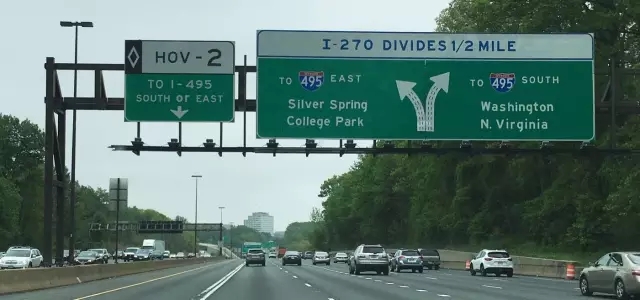 HOV-2
TO I-495
SOUTH or EAST
I-270 DIVIDES 1/2 MILE
TO 495 EAST
Silver Spring
College Park
TO 495 SOUTH
Washington
N. Virginia